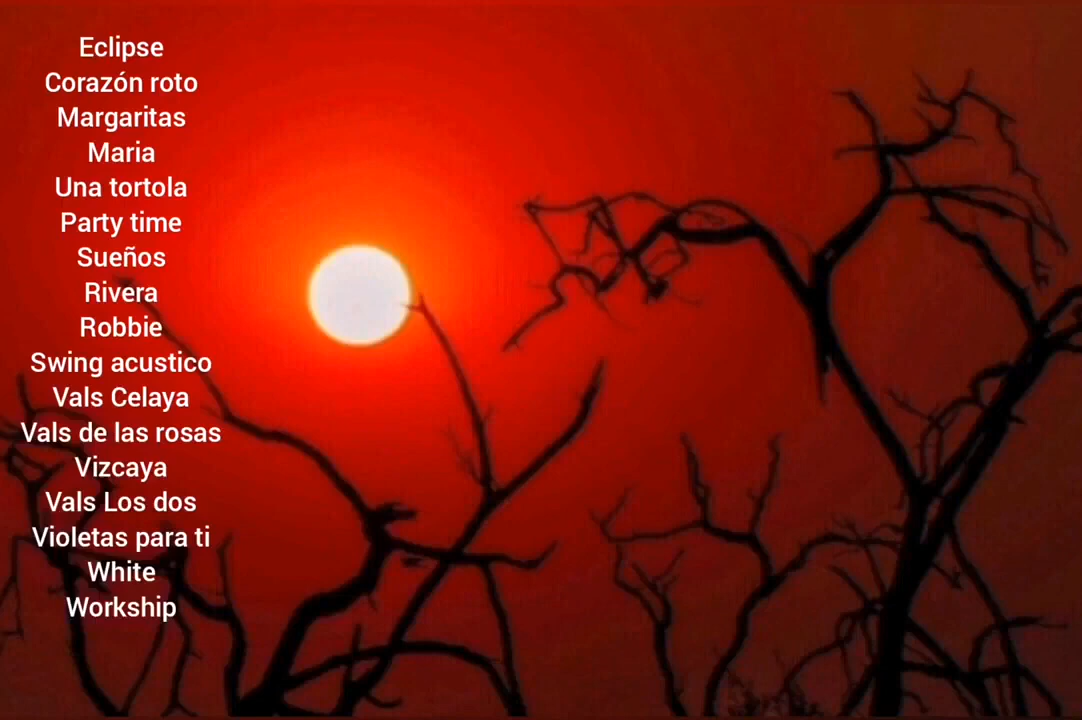 Eclipse
Corazón roto
Margaritas
Maria
Una tortola
Party time
Sueños
Rivera
Robbie
Swing acustico
Vals Celaya
Vals de las rosas
Vizcaya
Vals Los dos
Violetas para ti
White
Workship